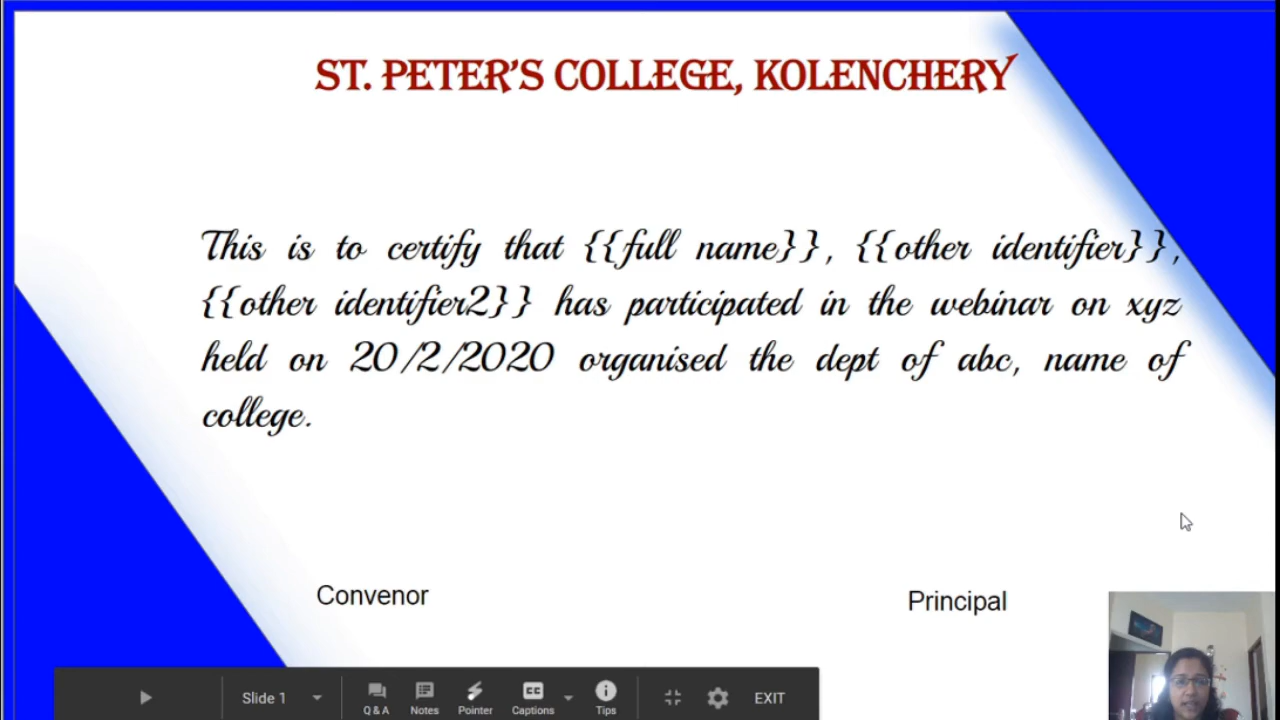 ST. PETER'S COLLEGE, KOLENCHERY
This is to certify that {{full name}}, {{other identifier}},
{{other identifier2}} has participated in the webinar on xyz
held on 20/2/2020 organised the dept of abc, name of
college.
Convenor
Principal
Slide 1
Q & A
Notes
Pointer
CC
Captions
Tips
EXIT